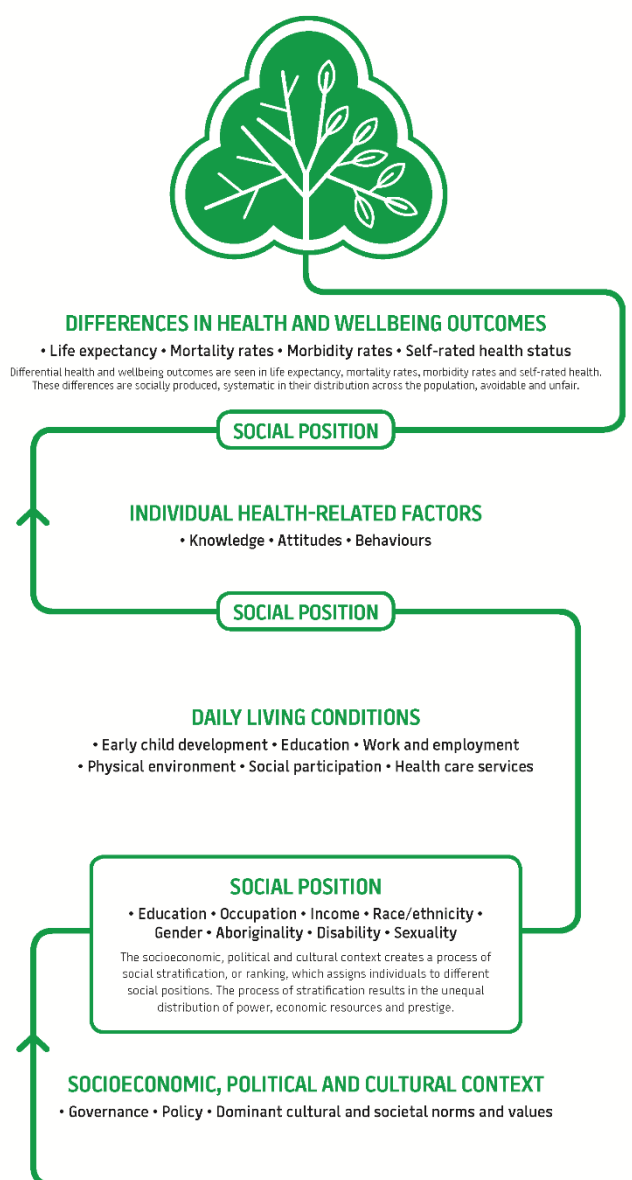 DIFFERENCES IN HEALTH AND WELLBEING OUTCOMES
• Life expectancy • Mortality rates • Morbidity rates • Self-rated health status
Differential health and wellbeing outcomes are seen in life expectancy, mortality rates, morbidity rates and self-rated health.
These differences are socially produced, systematic in their distribution across the population, avoidable and unfair.
SOCIAL POSITION
INDIVIDUAL HEALTH-RELATED FACTORS
• Knowledge • Attitudes • Behaviours
SOCIAL POSITION
DAILY LIVING CONDITIONS
• Early child development • Education • Work and employment
• Physical environment • Social participation • Health care services
SOCIAL POSITION
• Education • Occupation • Income • Race/ethnicity •
Gender • Aboriginality • Disability • Sexuality
The socioeconomic, political and cultural context creates a process of
social stratification, or ranking, which assigns individuals to different
social positions. The process of stratification results in the unequal
distribution of power, economic resources and prestige.
SOCIOECONOMIC, POLITICAL AND CULTURAL CONTEXT
• Governance • Policy • Dominant cultural and societal norms and values